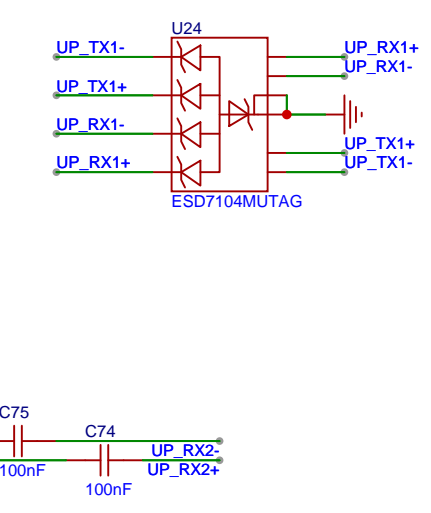 U24
UP_TX1-
UP_RX1+
UP_RX1-
UP_TX1+
UP_RX1-
UP_TX1+
UP_RX1+
UP_TX1-
ESD7104MUTAG
C75
C74
UP_RX2-
100nF
UP_RX2+
100nF